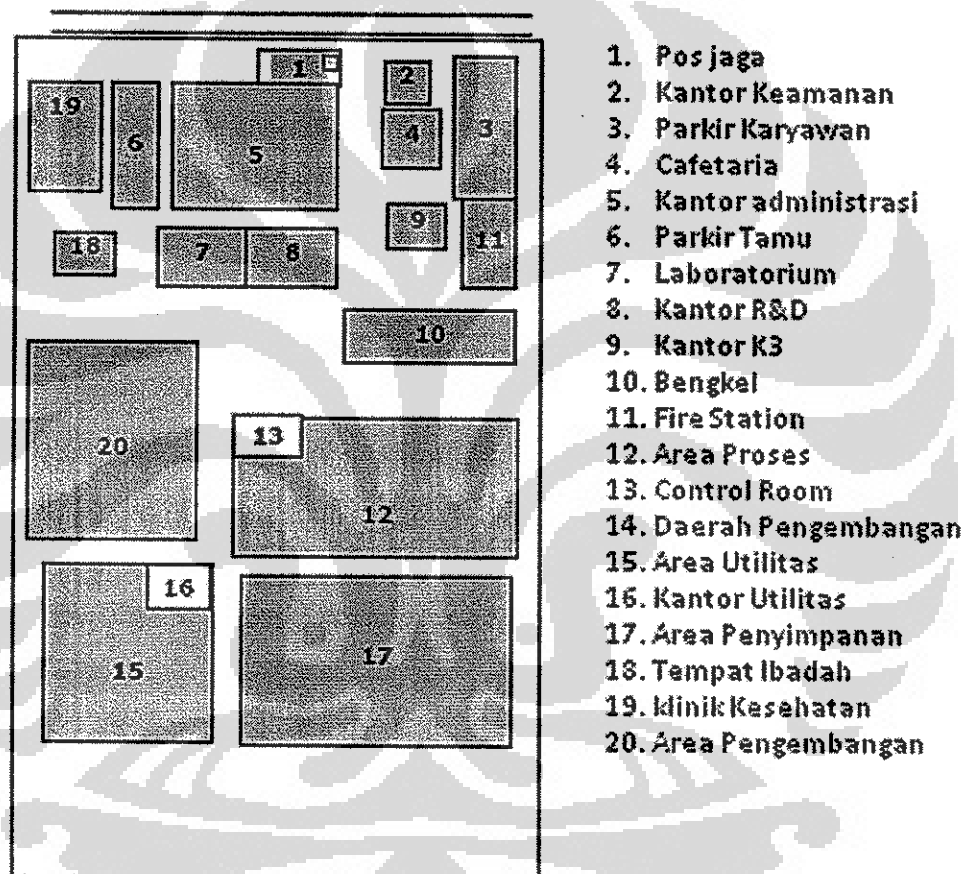 1. Pos jaga
2. Kantor Keamanan
3. Parkir Karyawan
4. Cafetaria
5. Kantor administrasi
6. Parkir Tamu
7. Laboratorium
8. Kantor R&D
9. Kantor K3
10. Bengkel
11. Fire Station
12. Area Proses
13. Control Room
14. Daerah Pengembangan
15. Area Utilitas
16. Kantor Utilitas
17. Area Penyimpanan
18. Tempat Ibadah
19. klinik Kesehatan
20. Area Pengembangan
1
2
19
6
5
4
3
9
11
18
7
8
10
20
13
12
16
15
17